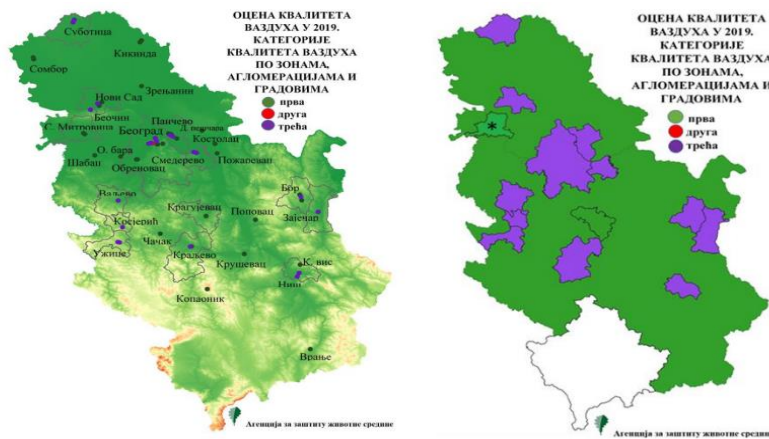 ОЦЕНА КВАЛИТЕТА
ВАЗДУХА У 2019.
КАТЕГОРИЈЕ
КВАЛИТЕТА ВАЗДУХА
ПО ЗОНАМА,
АГЛОМЕРАЦИЈАМА И
ГРАДОВИМА
прва
друга
трећа
Суботица
Кикинда
Сомбор
Зрењанин
Нови Сад
Беочин
С. Митровица
Панчево
Београд
Костолац
О. бара
Смедерево
Шабац
Обреновац
Пожаревац
Ваљево
Бор
Крагујевац
Поповац
Зајечар
Косјерић
Чачак
Ужице
Краљево
Крушевац
К. вис
Ниш
Копаоник
Врање
Агенција за заштиту животне средине
ОЦЕНА КВАЛИТЕТА
ВАЗДУХА У 2019.
КАТЕГОРИЈЕ
КВАЛИТЕТА ВАЗДУХА
ПО ЗОНАМА,
АГЛОМЕРАЦИЈАМА И
ГРАДОВИМА
прва
друга
трећа
*
Агенција за заштиту животне средине